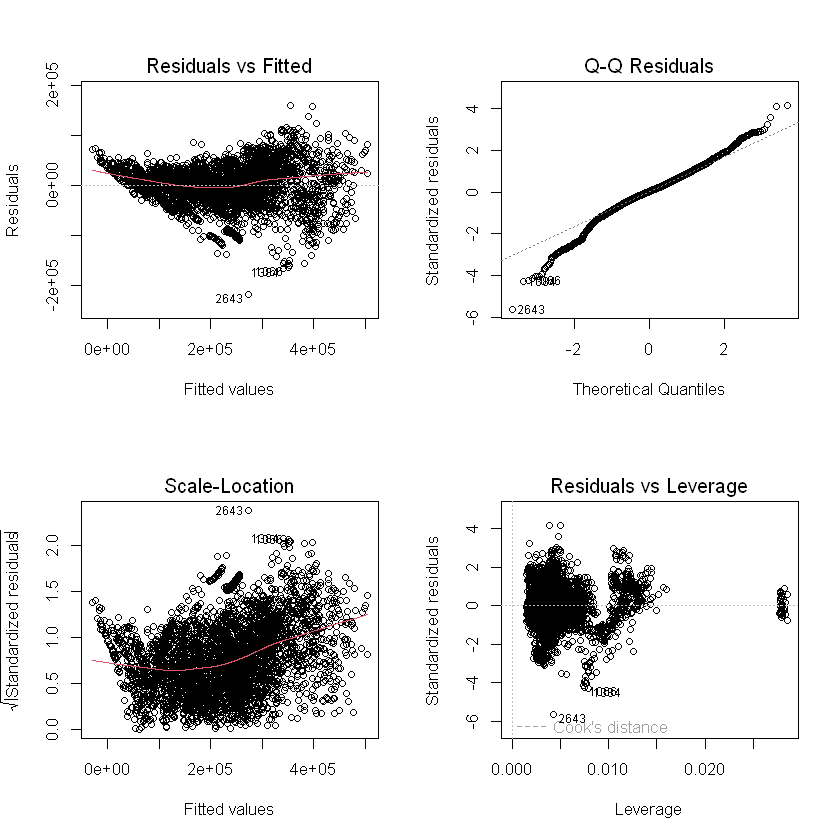 Residuals vs Fitted
Residuals
-2e+05
0e+00
2e+05
2643
0e+00
2e+05
4e+05
Fitted values
Q-Q Residuals
Standardized residuals
-6
-4
-2
0
2
4
2643
-2
0
2
Theoretical Quantiles
Scale-Location
√|Standardized residuals|
0.0
0.5
1.0
1.5
2.0
2643
0e+00
2e+05
4e+05
Fitted values
Residuals vs Leverage
Standardized residuals
-6
-4
-2
0
2
4
2643
Cook's distance
0.000
0.010
0.020
Leverage